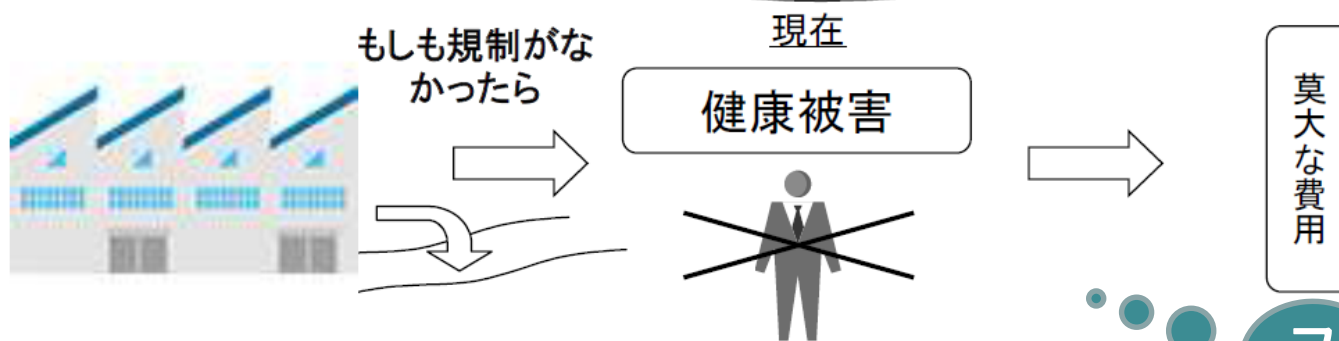 現在
もしも規制がな
かったら
健康被害
莫大な費用